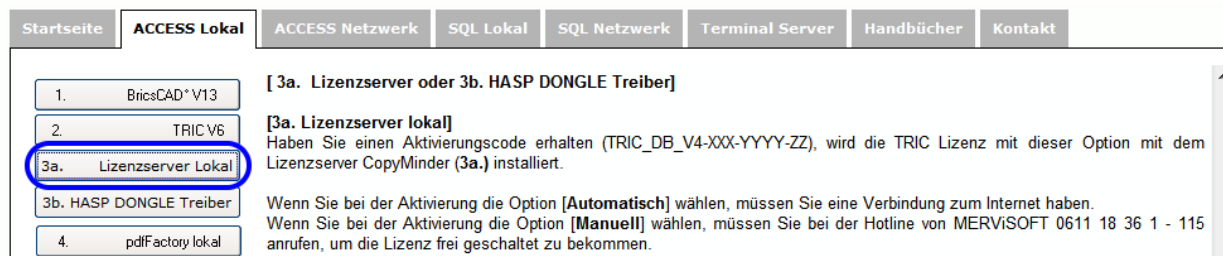 Startseite ACCESS Lokal ACCESS Netzwerk SQL Lokal SQL Netzwerk Terminal Server Handbücher Kontakt
1. BricsCAD® V13
2. TRIC V6
3a. Lizenzserver Lokal
3b. HASP DONGLE Treiber
4. pdfFactory lokal
[ 3a. Lizenzserver oder 3b. HASP DONGLE Treiber]
[3a. Lizenzserver lokal]
Haben Sie einen Aktivierungscode erhalten (TRIC_DB_V4-XXX-YYYY-ZZ), wird die TRIC Lizenz mit dieser Option mit dem
Lizenzserver CopyMinder (3a.) installiert.
Wenn Sie bei der Aktivierung die Option [Automatisch] wählen, müssen Sie eine Verbindung zum Internet haben.
Wenn Sie bei der Aktivierung die Option [Manuell] wählen, müssen Sie bei der Hotline von MERViSOFT 0611 18 36 1 - 115
anrufen, um die Lizenz frei geschaltet zu bekommen.